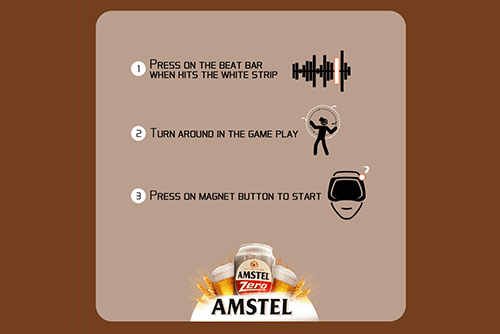 1 PRESS ON THE BEAT BAR
WHEN HITS THE WHITE STRIP
2 TURN AROUND IN THE GAME PLAY
3 PRESS ON MAGNET BUTTON TO START
AMSTEL
Zero
AMSTEL